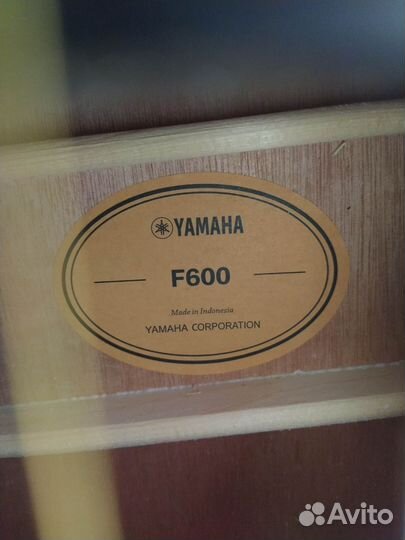 YAMAHA
F600
Made in Indonesia
YAMAHA CORPORATION
Avito